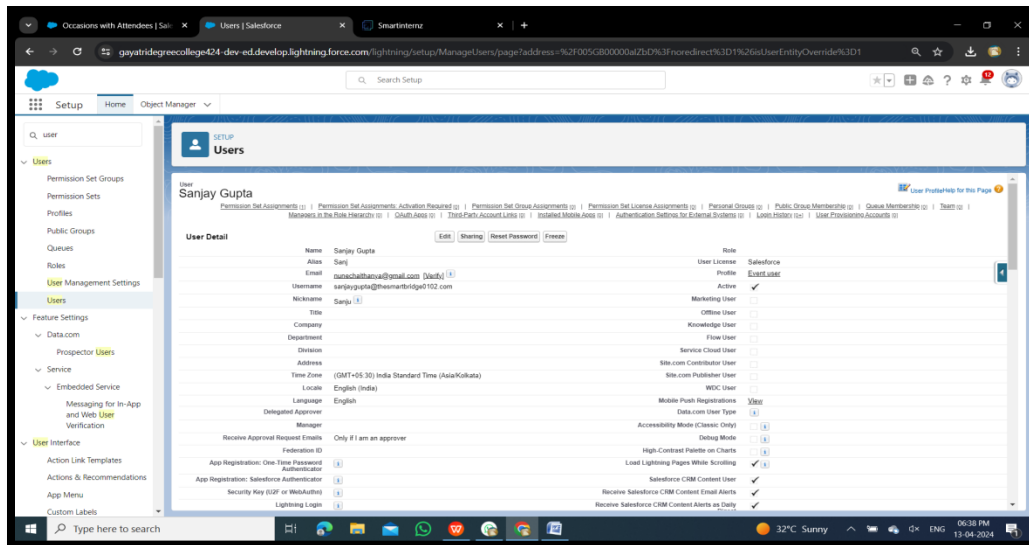 Occasions with Attendees | Sale
Users | Salesforce
Smartinternz
gayatridegreecollege424-dev-ed.develop.lightning.force.com/lightning/setup/ManageUsers/page?address=%2F005GB00000alZbD%3Fnoredirect%3D1%26isUserEntityOverride%3D1
Search Setup
12
Setup Home Object Manager
user
Users
Permission Set Groups
Permission Sets
Profiles
Public Groups
Queues
Roles
User Management Settings
Users
Feature Settings
Data.com
Prospector Users
Service
Embedded Service
Messaging for In-App
and Web User
Verification
User Interface
Action Link Templates
Actions & Recommendations
App Menu
Custom Labels
SETUP
Users
User
Sanjay Gupta
User Profile Help for this Page
Permission Set Assignments [1] | Permission Set Assignments: Activation Required [0] | Permission Set Group Assignments [0] | Permission Set License Assignments [0] | Personal Groups [0] | Public Group Membership [0] | Queue Membership [0] | Team [0] |
Managers in the Role Hierarchy [0] | OAuth Apps [0] | Third-Party Account Links [0] | Installed Mobile Apps [0] | Authentication Settings for External Systems [0] | Login History [0+] | User Provisioning Accounts [0]
User Detail Edit Sharing Reset Password Freeze
Name Sanjay Gupta Role
Alias Sanj User License Salesforce
Email nunechaithanya@gmail.com [Verify] Profile Event user
Username sanjaygupta@thesmartbridge0102.com Active
Nickname Sanju Marketing User
Title Offline User
Company Knowledge User
Department Flow User
Division Service Cloud User
Address Site.com Contributor User
Time Zone (GMT+05:30) India Standard Time (Asia/Kolkata) Site.com Publisher User
Locale English (India) WDC User
Language English Mobile Push Registrations View
Delegated Approver Data.com User Type
Manager Accessibility Mode (Classic Only)
Receive Approval Request Emails Only if I am an approver Debug Mode
Federation ID High-Contrast Palette on Charts
App Registration: One-Time Password
Authenticator Load Lightning Pages While Scrolling
App Registration: Salesforce Authenticator Salesforce CRM Content User
Security Key (U2F or WebAuthn) Receive Salesforce CRM Content Email Alerts
Lightning Login Receive Salesforce CRM Content Alerts as Daily
Type here to search
32°C Sunny
ENG
06:38 PM
13-04-2024